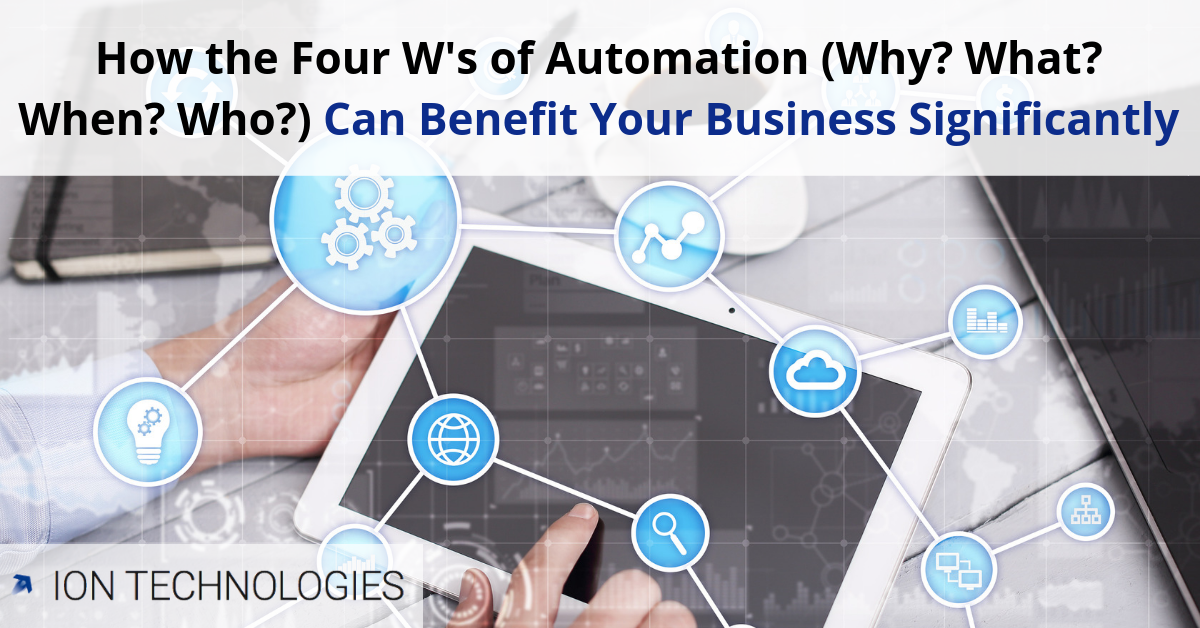 How the Four W's of Automation (Why? What?
When? Who?) Can Benefit Your Business Significantly
ION TECHNOLOGIES